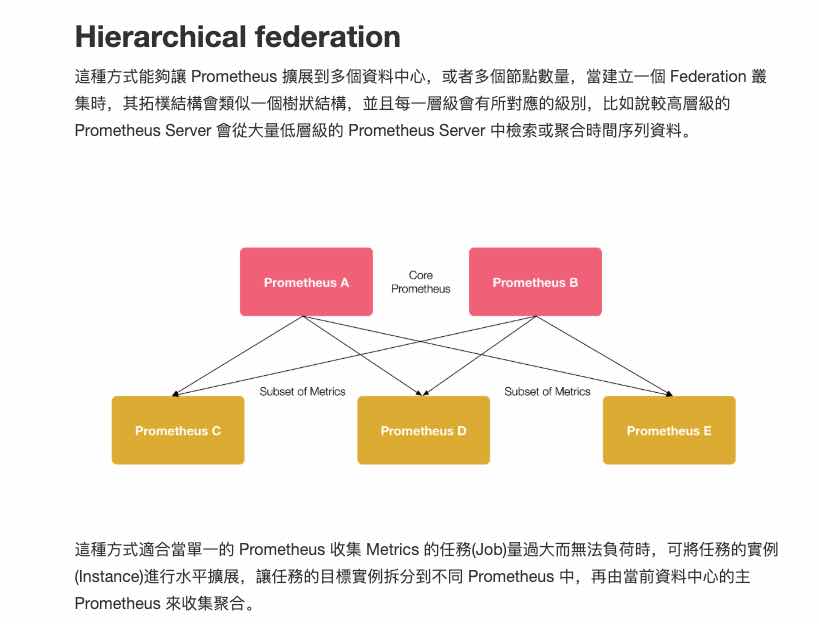 Hierarchical federation
這種方式能夠讓 Prometheus 擴展到多個資料中心，或者多個節點數量，當建立一個 Federation 叢
集時，其拓樸結構會類似一個樹狀結構，並且每一層級會有所對應的級別，比如說較高層級的
Prometheus Server 會從大量低層級的 Prometheus Server 中檢索或聚合時間序列資料。
Prometheus A
Core
Prometheus
Prometheus B
Subset of Metrics
Subset of Metrics
Prometheus C
Prometheus D
Prometheus E
這種方式適合當單一的 Prometheus 收集 Metrics 的任務(Job)量過大而無法負荷時，可將任務的實例
(Instance)進行水平擴展，讓任務的目標實例拆分到不同 Prometheus 中，再由當前資料中心的主
Prometheus 來收集聚合。